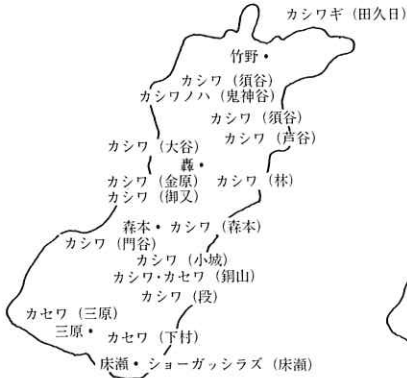 カシワギ（田久日）
竹野・
カシワ（須谷）
カシワノハ（鬼神谷）
カシワ（須谷）
カシワ（芦谷）
カシワ（大谷）
轟・
カシワ（金原） カシワ（林）
カシワ（御又）
森本・カシワ（森本）
カシワ（門谷）
カシワ（小城）
カシワ・カセワ（銅山）
カシワ（段）
カセワ（三原）
三原・
カセワ（下村）
床瀬・ショーガッシラズ（床瀬）